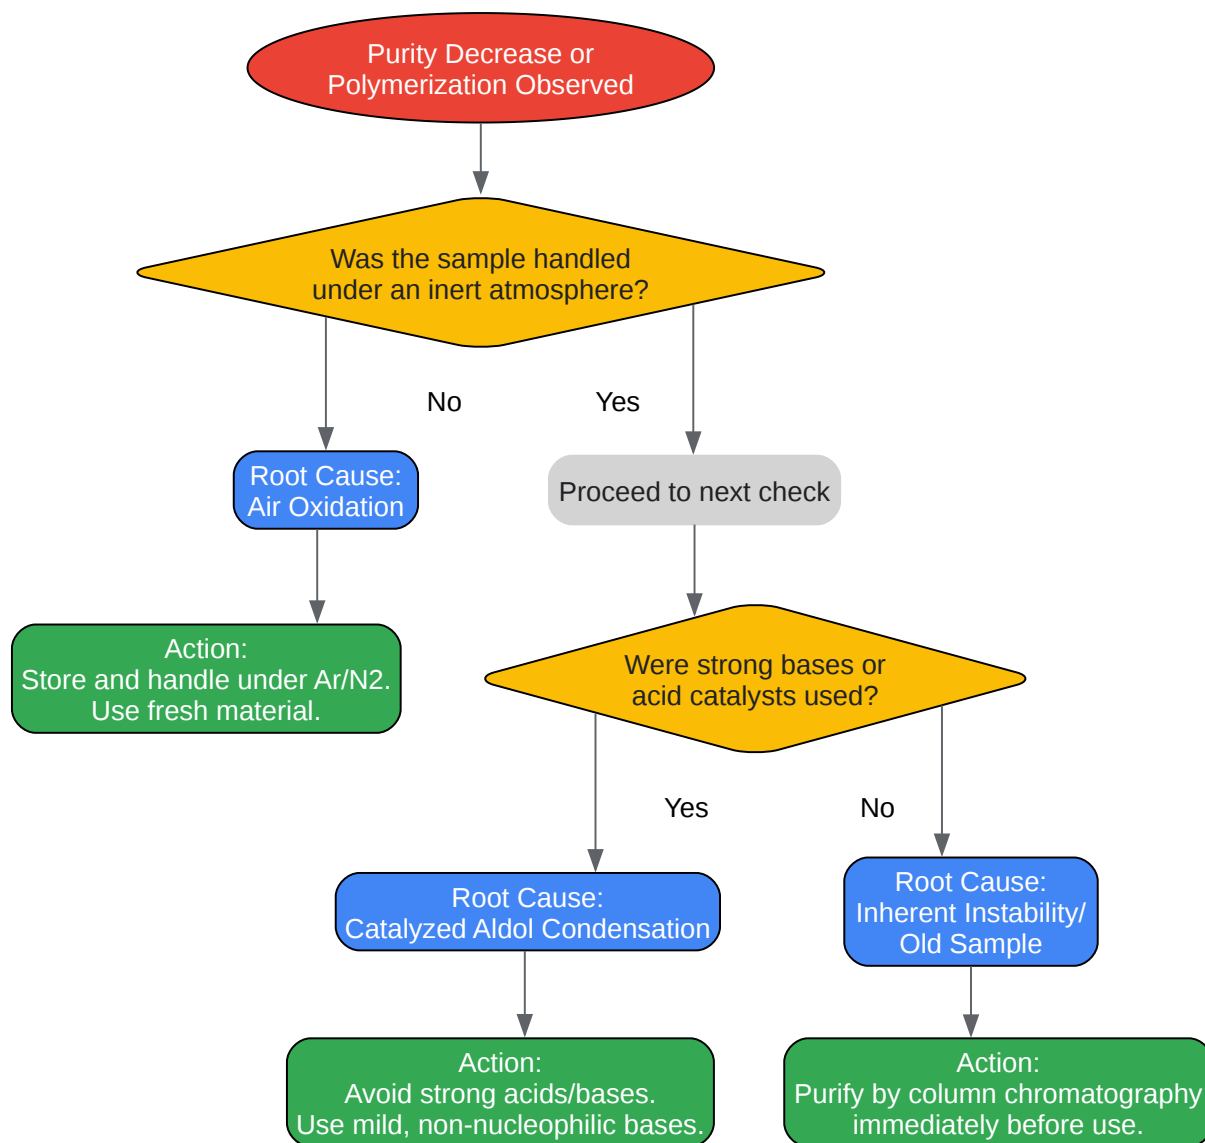 Purity Decrease or
Polymerization Observed
Was the sample handled
under an inert atmosphere?
No
Yes
Root Cause:
Air Oxidation
Proceed to next check
Action:
Store and handle under Ar/N2.
Use fresh material.
Were strong bases or
acid catalysts used?
Yes
No
Root Cause:
Catalyzed Aldol Condensation
Root Cause:
Inherent Instability/
Old Sample
Action:
Avoid strong acids/bases.
Use mild, non-nucleophilic bases.
Action:
Purify by column chromatography
immediately before use.